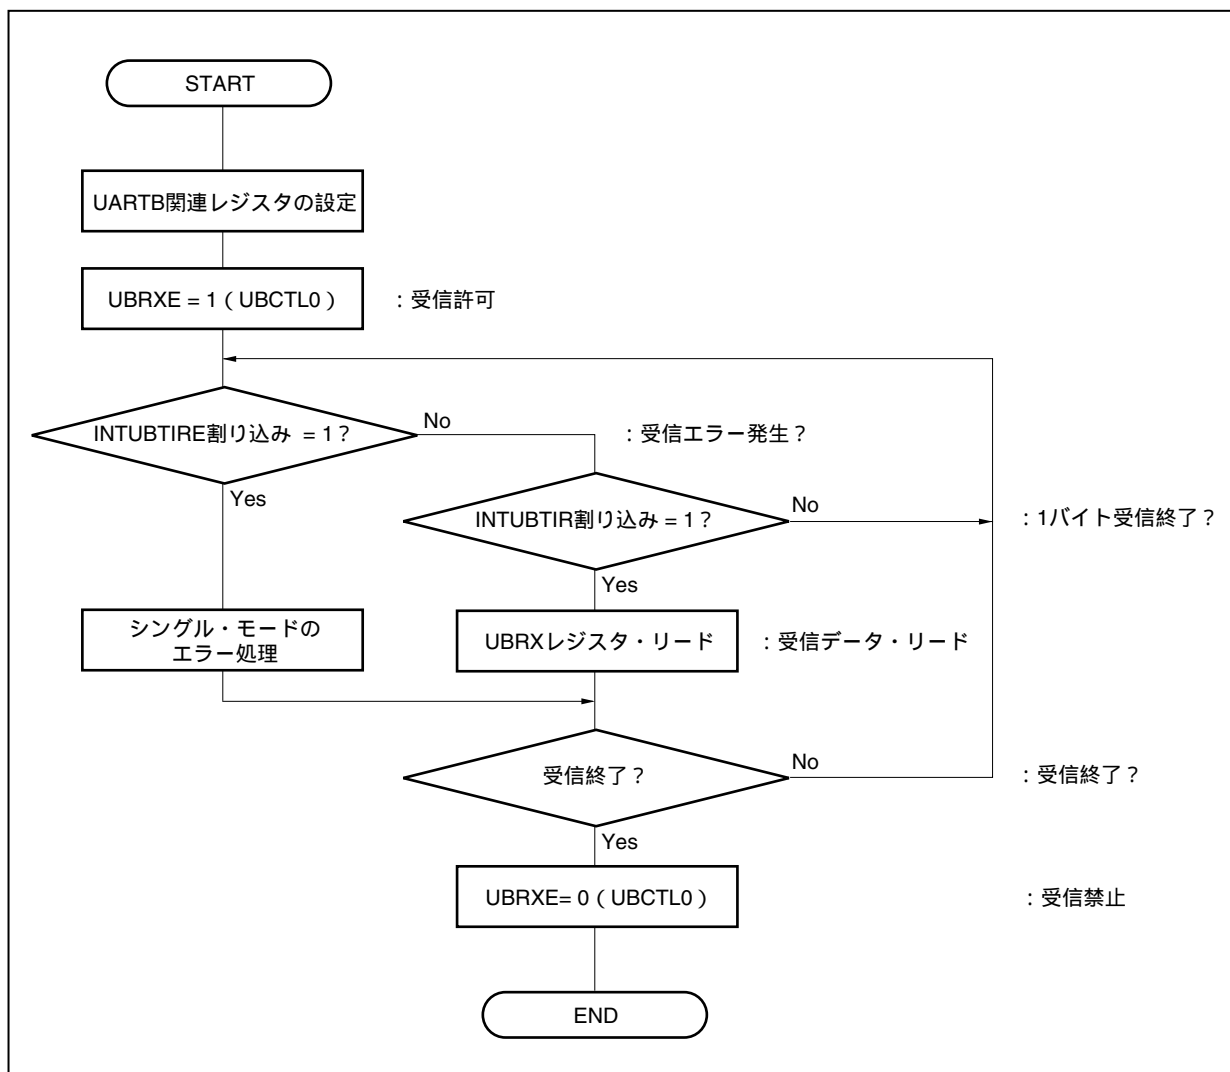 START
UARTB関連レジスタの設定
UBRXE = 1 ( UBCTL0 )
：受信許可
INTUBTIRE割り込み = 1？
No
：受信エラー発生？
Yes
INTUBTIR割り込み = 1？
No
：1バイト受信終了？
Yes
シングル・モードの
エラー処理
UBRXレジスタ・リード
：受信データ・リード
受信終了？
No
：受信終了？
Yes
UBRXE= 0 ( UBCTL0 )
：受信禁止
END